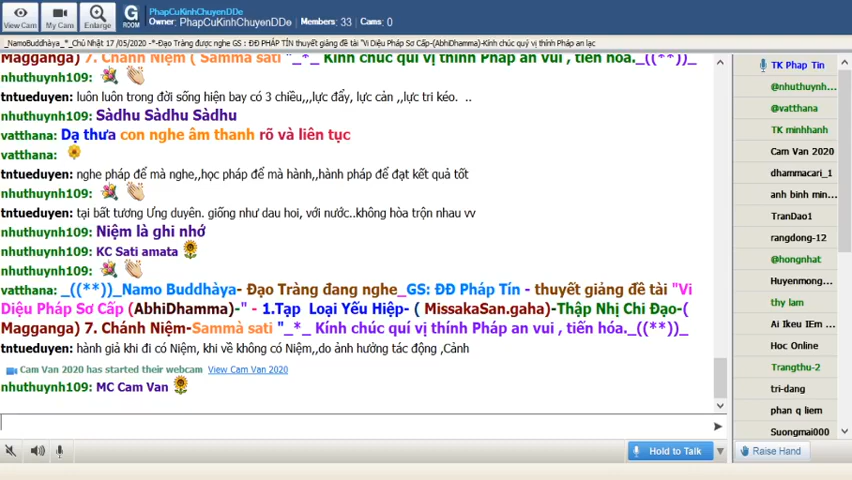 View Cam
My Cam
Enlarge
G
ROOM
PhapCuKinhChuyenDDe
Owner: PhapCuKinhChuyenDDe | Members: 33 | Cams: 0
_NamoBuddhàya_*_Chủ Nhật 17 /05/2020 -*-Đạo Tràng được nghe GS : ĐĐ PHÁP TÍN thuyết giảng đề tài "Vi Diệu Pháp Sơ Cấp-(AbhiDhamma)-Kính chúc quý vị thính Pháp an lạc
Magganga) 7. Chánh Niệm ( Sammà sati "_*_ Kính chúc quí vị thính Pháp an vui , tiến hóa._((**)_
nhuthuynh109:
tntueduyen: luôn luôn trong đời sống hiện bay có 3 chiều,,,lực đẩy, lực cản ,,lực tri kéo. ..
nhuthuynh109: Sàdhu Sàdhu Sàdhu
vatthana: Dạ thưa con nghe âm thanh rõ và liên tục
vatthana:
tntueduyen: nghe pháp để mà nghe,,học pháp để mà hành,,hành pháp để đạt kết quả tốt
nhuthuynh109:
tntueduyen: tại bất tương Ưng duyên. giống như dau hoi, với nước..không hòa trộn nhau vv
nhuthuynh109: Niệm là ghi nhớ
nhuthuynh109: KC Sati amata
nhuthuynh109:
vatthana: _((**))_Namo Buddhàya- Đạo Tràng đang nghe_GS: ĐĐ Pháp Tín - thuyết giảng đề tài "Vi
Diệu Pháp Sơ Cấp (AbhiDhamma)-" - 1.Tạp Loại Yếu Hiệp- ( MissakaSan.gaha)-Thập Nhị Chi Đạo-(
Magganga) 7. Chánh Niệm-Sammà sati "_*_ Kính chúc quí vị thính Pháp an vui , tiến hóa._((**)_
tntueduyen: hành giả khi đi có Niệm, khi về không có Niệm,,do ảnh hưởng tác động ,Cảnh
Cam Van 2020 has started their webcam View Cam Van 2020
nhuthuynh109: MC Cam Van
Hold to Talk
TK Phap Tin
@nhuthuynh...
@vatthana
TK minhhanh
Cam Van 2020
dhammacari_1
anh binh min...
TranDao1
rangdong-12
@hongnhat
Huyenmong...
thy lam
Ai Ikeu IEm ...
Hoc Online
Trangthu-2
tri-dang
phan q liem
Suongmai000
Raise Hand